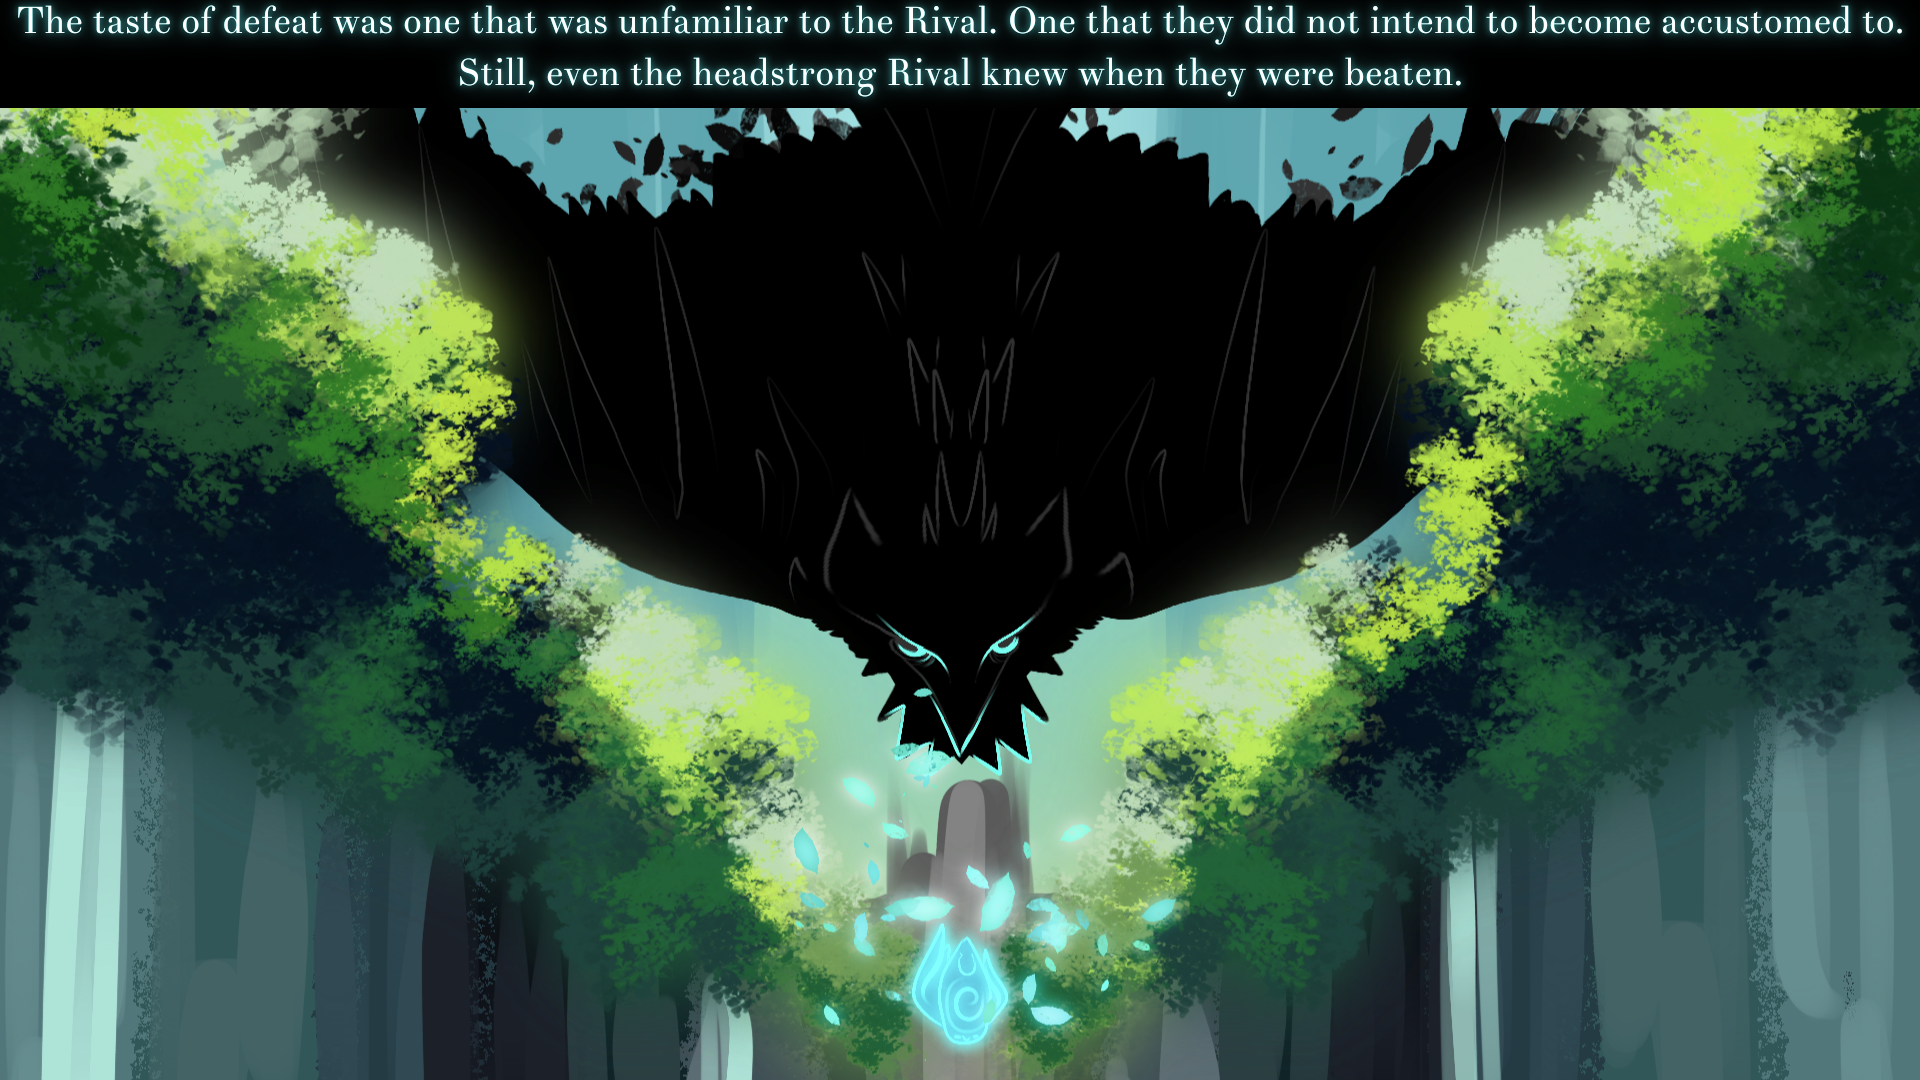 The taste of defeat was one that was unfamiliar to the Rival. One that they did not intend to become accustomed to.
Still, even the headstrong Rival knew when they were beaten.